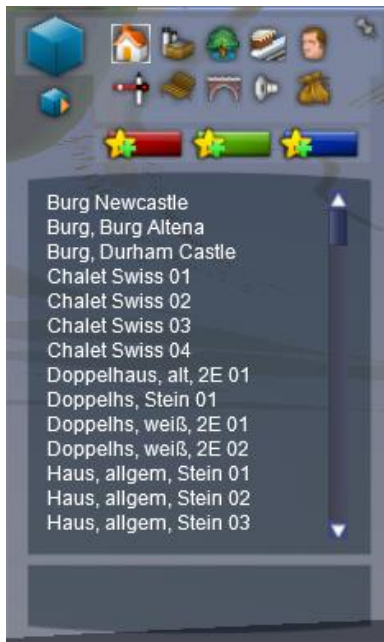 Burg Newcastle
Burg, Burg Altena
Burg, Durham Castle
Chalet Swiss 01
Chalet Swiss 02
Chalet Swiss 03
Chalet Swiss 04
Doppelhaus, alt, 2E 01
Doppelhs, Stein 01
Doppelhs, weiß, 2E 01
Doppelhs, weiß, 2E 02
Haus, allgem, Stein 01
Haus, allgem, Stein 02
Haus, allgem, Stein 03